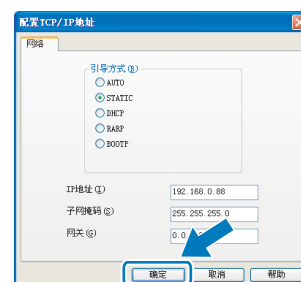 配置TCP/IP地址
网络
引导方式(B)
AUTO
STATIC
DHCP
RARP
BOOTP
IP地址(I) 192.168.0.88
子网掩码(S) 255.255.255.0
网关(G) 0.0.
确定 取消 帮助